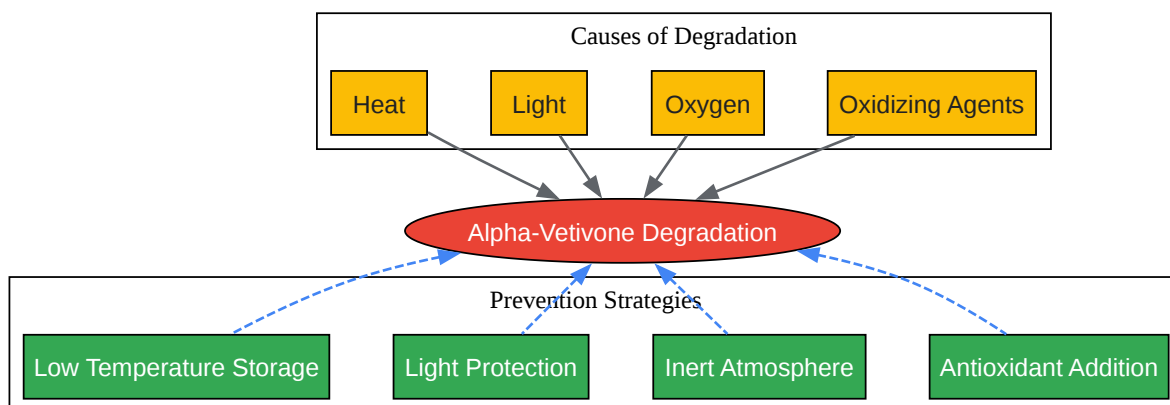 Causes of Degradation
Heat
Light
Oxygen
Oxidizing Agents
Alpha-Vetivone Degradation
Prevention Strategies
Low Temperature Storage
Light Protection
Inert Atmosphere
Antioxidant Addition